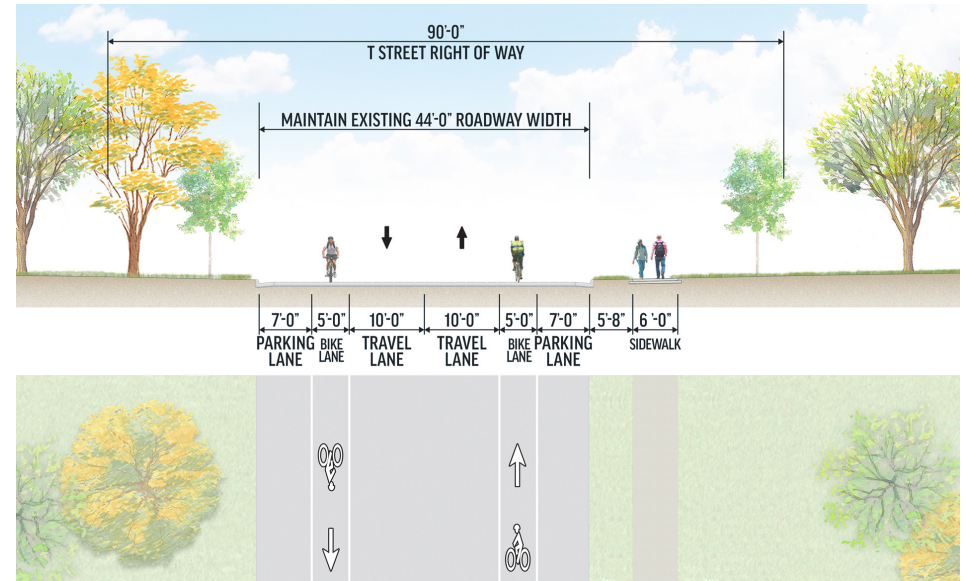 90'-0"
T STREET RIGHT OF WAY
MAINTAIN EXISTING 44'-0" ROADWAY WIDTH
7'-0" 5'-0" 10'-0" 10'-0" 5'-0" 7'-0" 5'-8" 6 '-0"
PARKING LANE BIKE LANE TRAVEL LANE TRAVEL LANE BIKE LANE PARKING LANE SIDEWALK